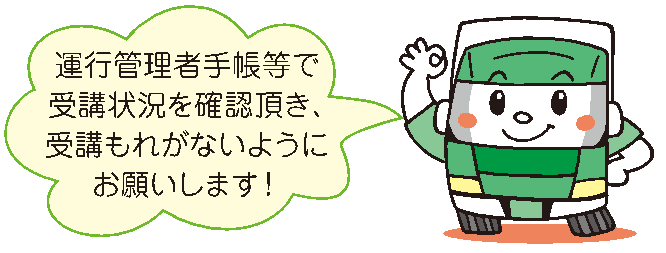 運行管理者手帳等で
受講状況を確認頂き、
受講もれがないように
お願いします!